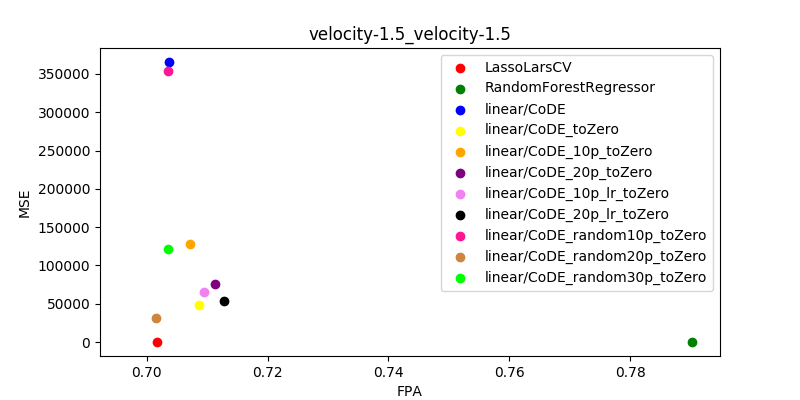 velocity-1.5_velocity-1.5
MSE
350000
300000
250000
200000
150000
100000
50000
0
LassoLarsCV
RandomForestRegressor
linear/CoDE
linear/CoDE_toZero
linear/CoDE_10p_toZero
linear/CoDE_20p_toZero
linear/CoDE_10p_lr_toZero
linear/CoDE_20p_lr_toZero
linear/CoDE_random10p_toZero
linear/CoDE_random20p_toZero
linear/CoDE_random30p_toZero
0.70 0.72 0.74 0.76 0.78
FPA